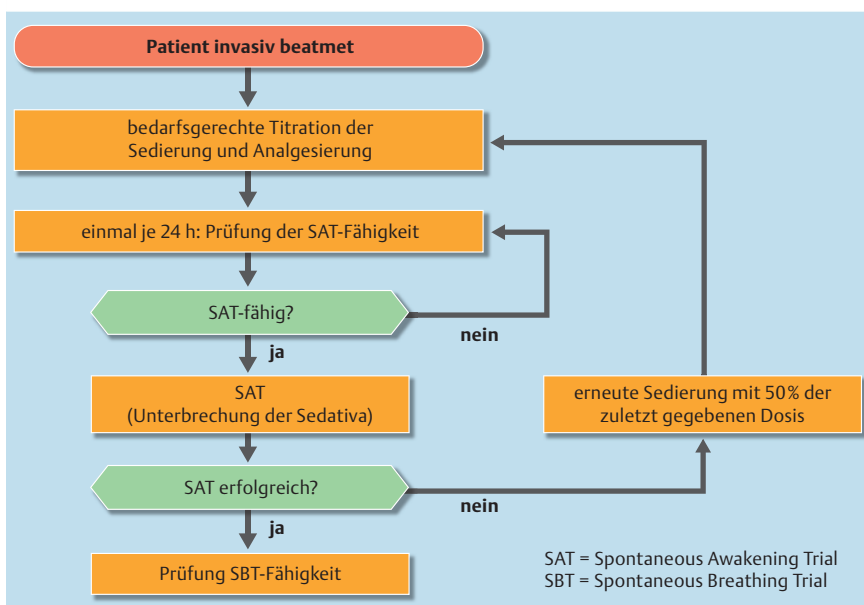 Patient invasiv beatmet
bedarfsgerechte Titration der
Sedierung und Analgesierung
einmal je 24 h: Prüfung der SAT-Fähigkeit
SAT-fähig?
nein
ja
SAT
(Unterbrechung der Sedativa)
erneute Sedierung mit 50% der
zuletzt gegebenen Dosis
SAT erfolgreich?
nein
ja
Prüfung SBT-Fähigkeit
SAT = Spontaneous Awakening Trial
SBT = Spontaneous Breathing Trial